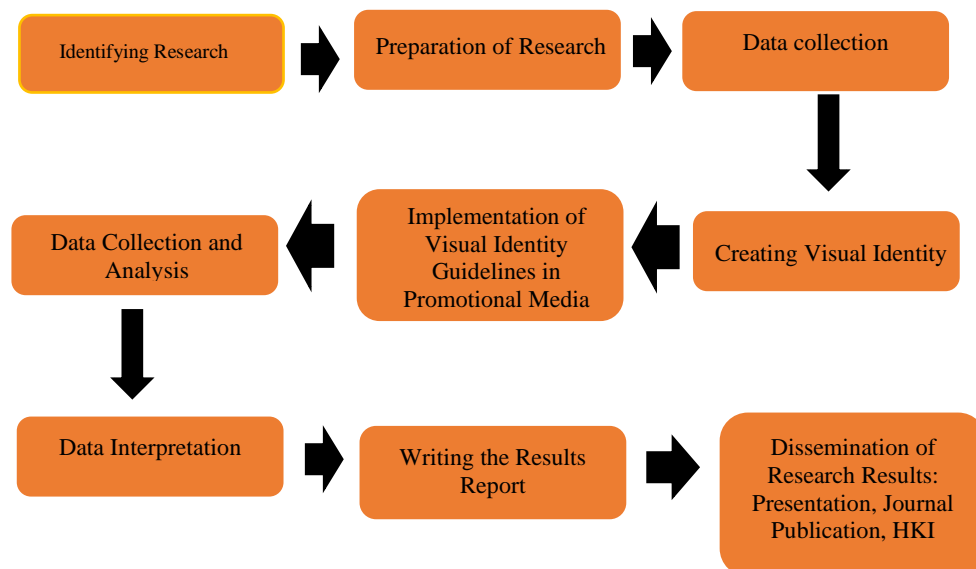 Identifying Research
Preparation of Research
Data collection
Creating Visual Identity
Implementation of
Visual Identity
Guidelines in
Promotional Media
Data Collection and
Analysis
Data Interpretation
Writing the Results
Report
Dissemination of
Research Results:
Presentation, Journal
Publication, HKI